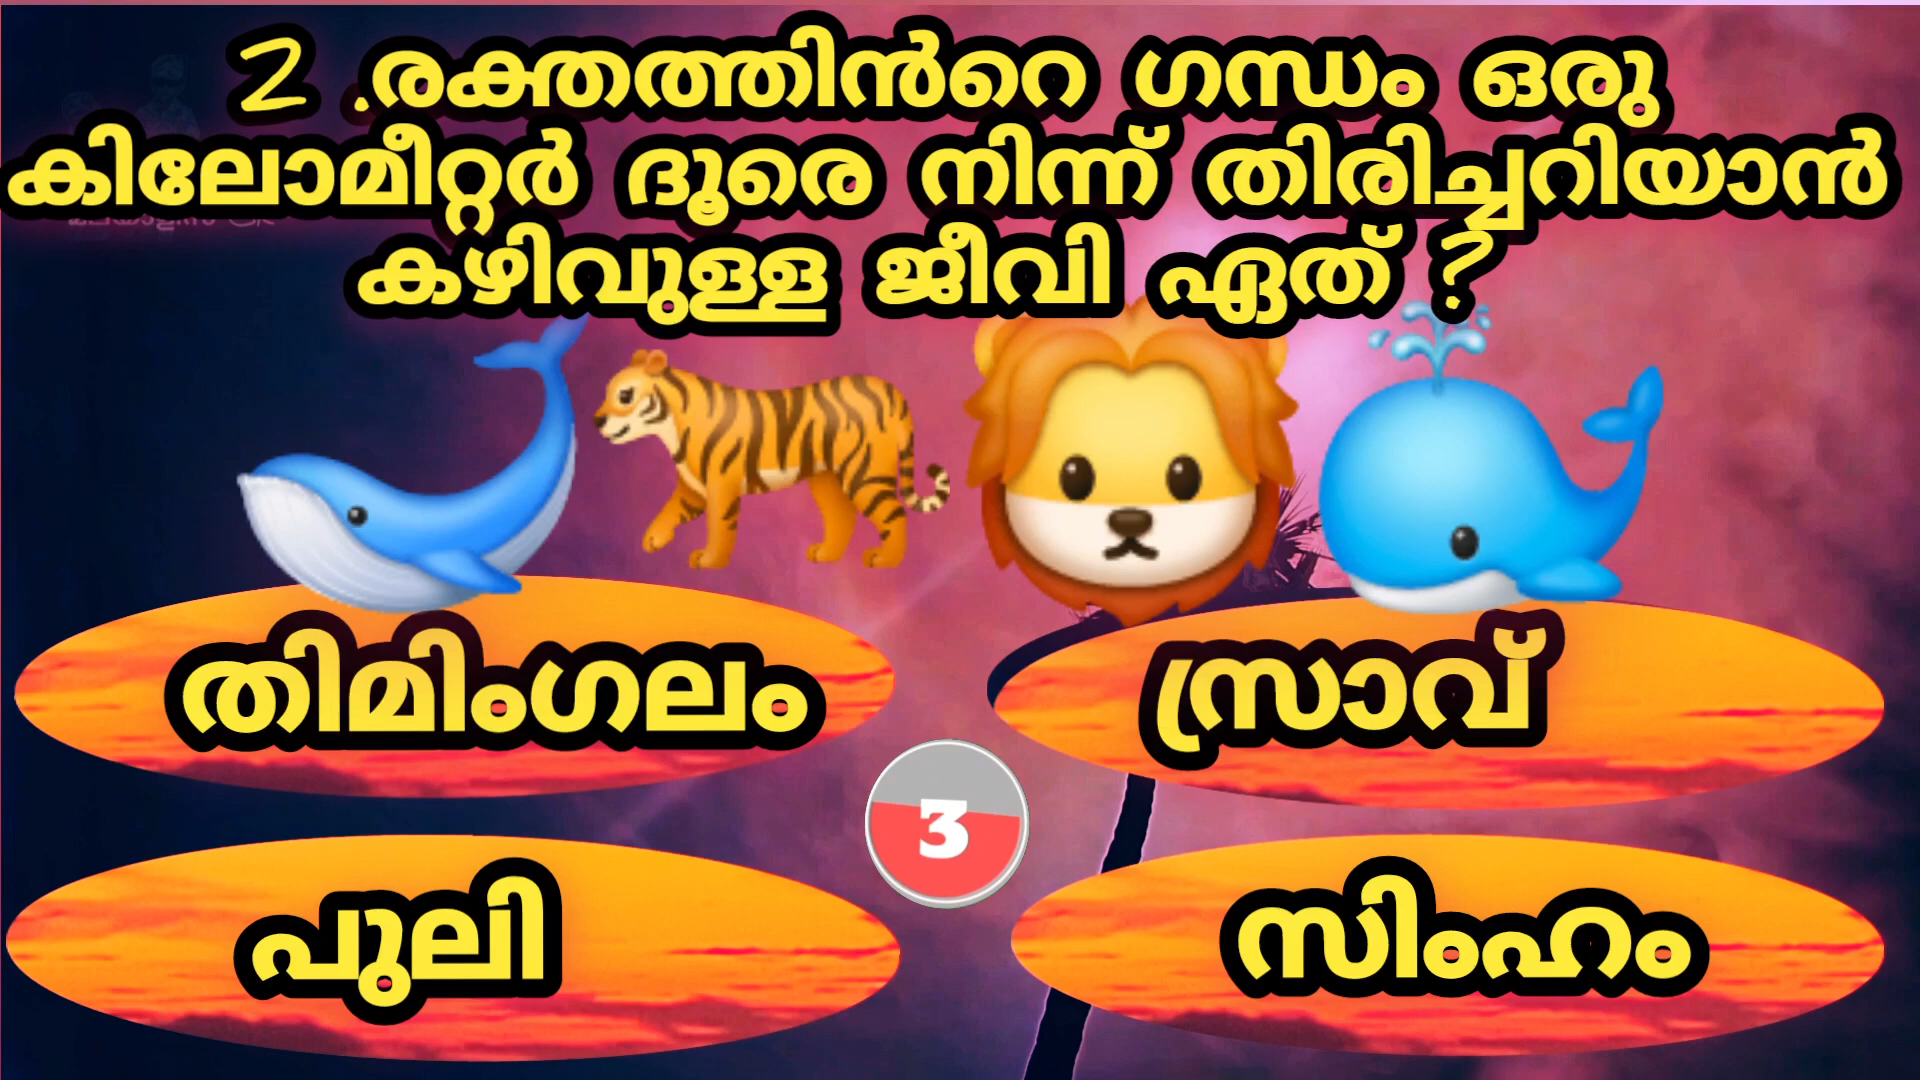 2 .രക്തത്തിൻറെ ഗന്ധം ഒരു
കിലോമീറ്റർ ദൂരെ നിന്ന് തിരിച്ചറിയാൻ
കഴിവുള്ള ജീവി ഏത് ?
തിമിംഗലം
സ്രാവ്
3
പുലി
സിംഹം